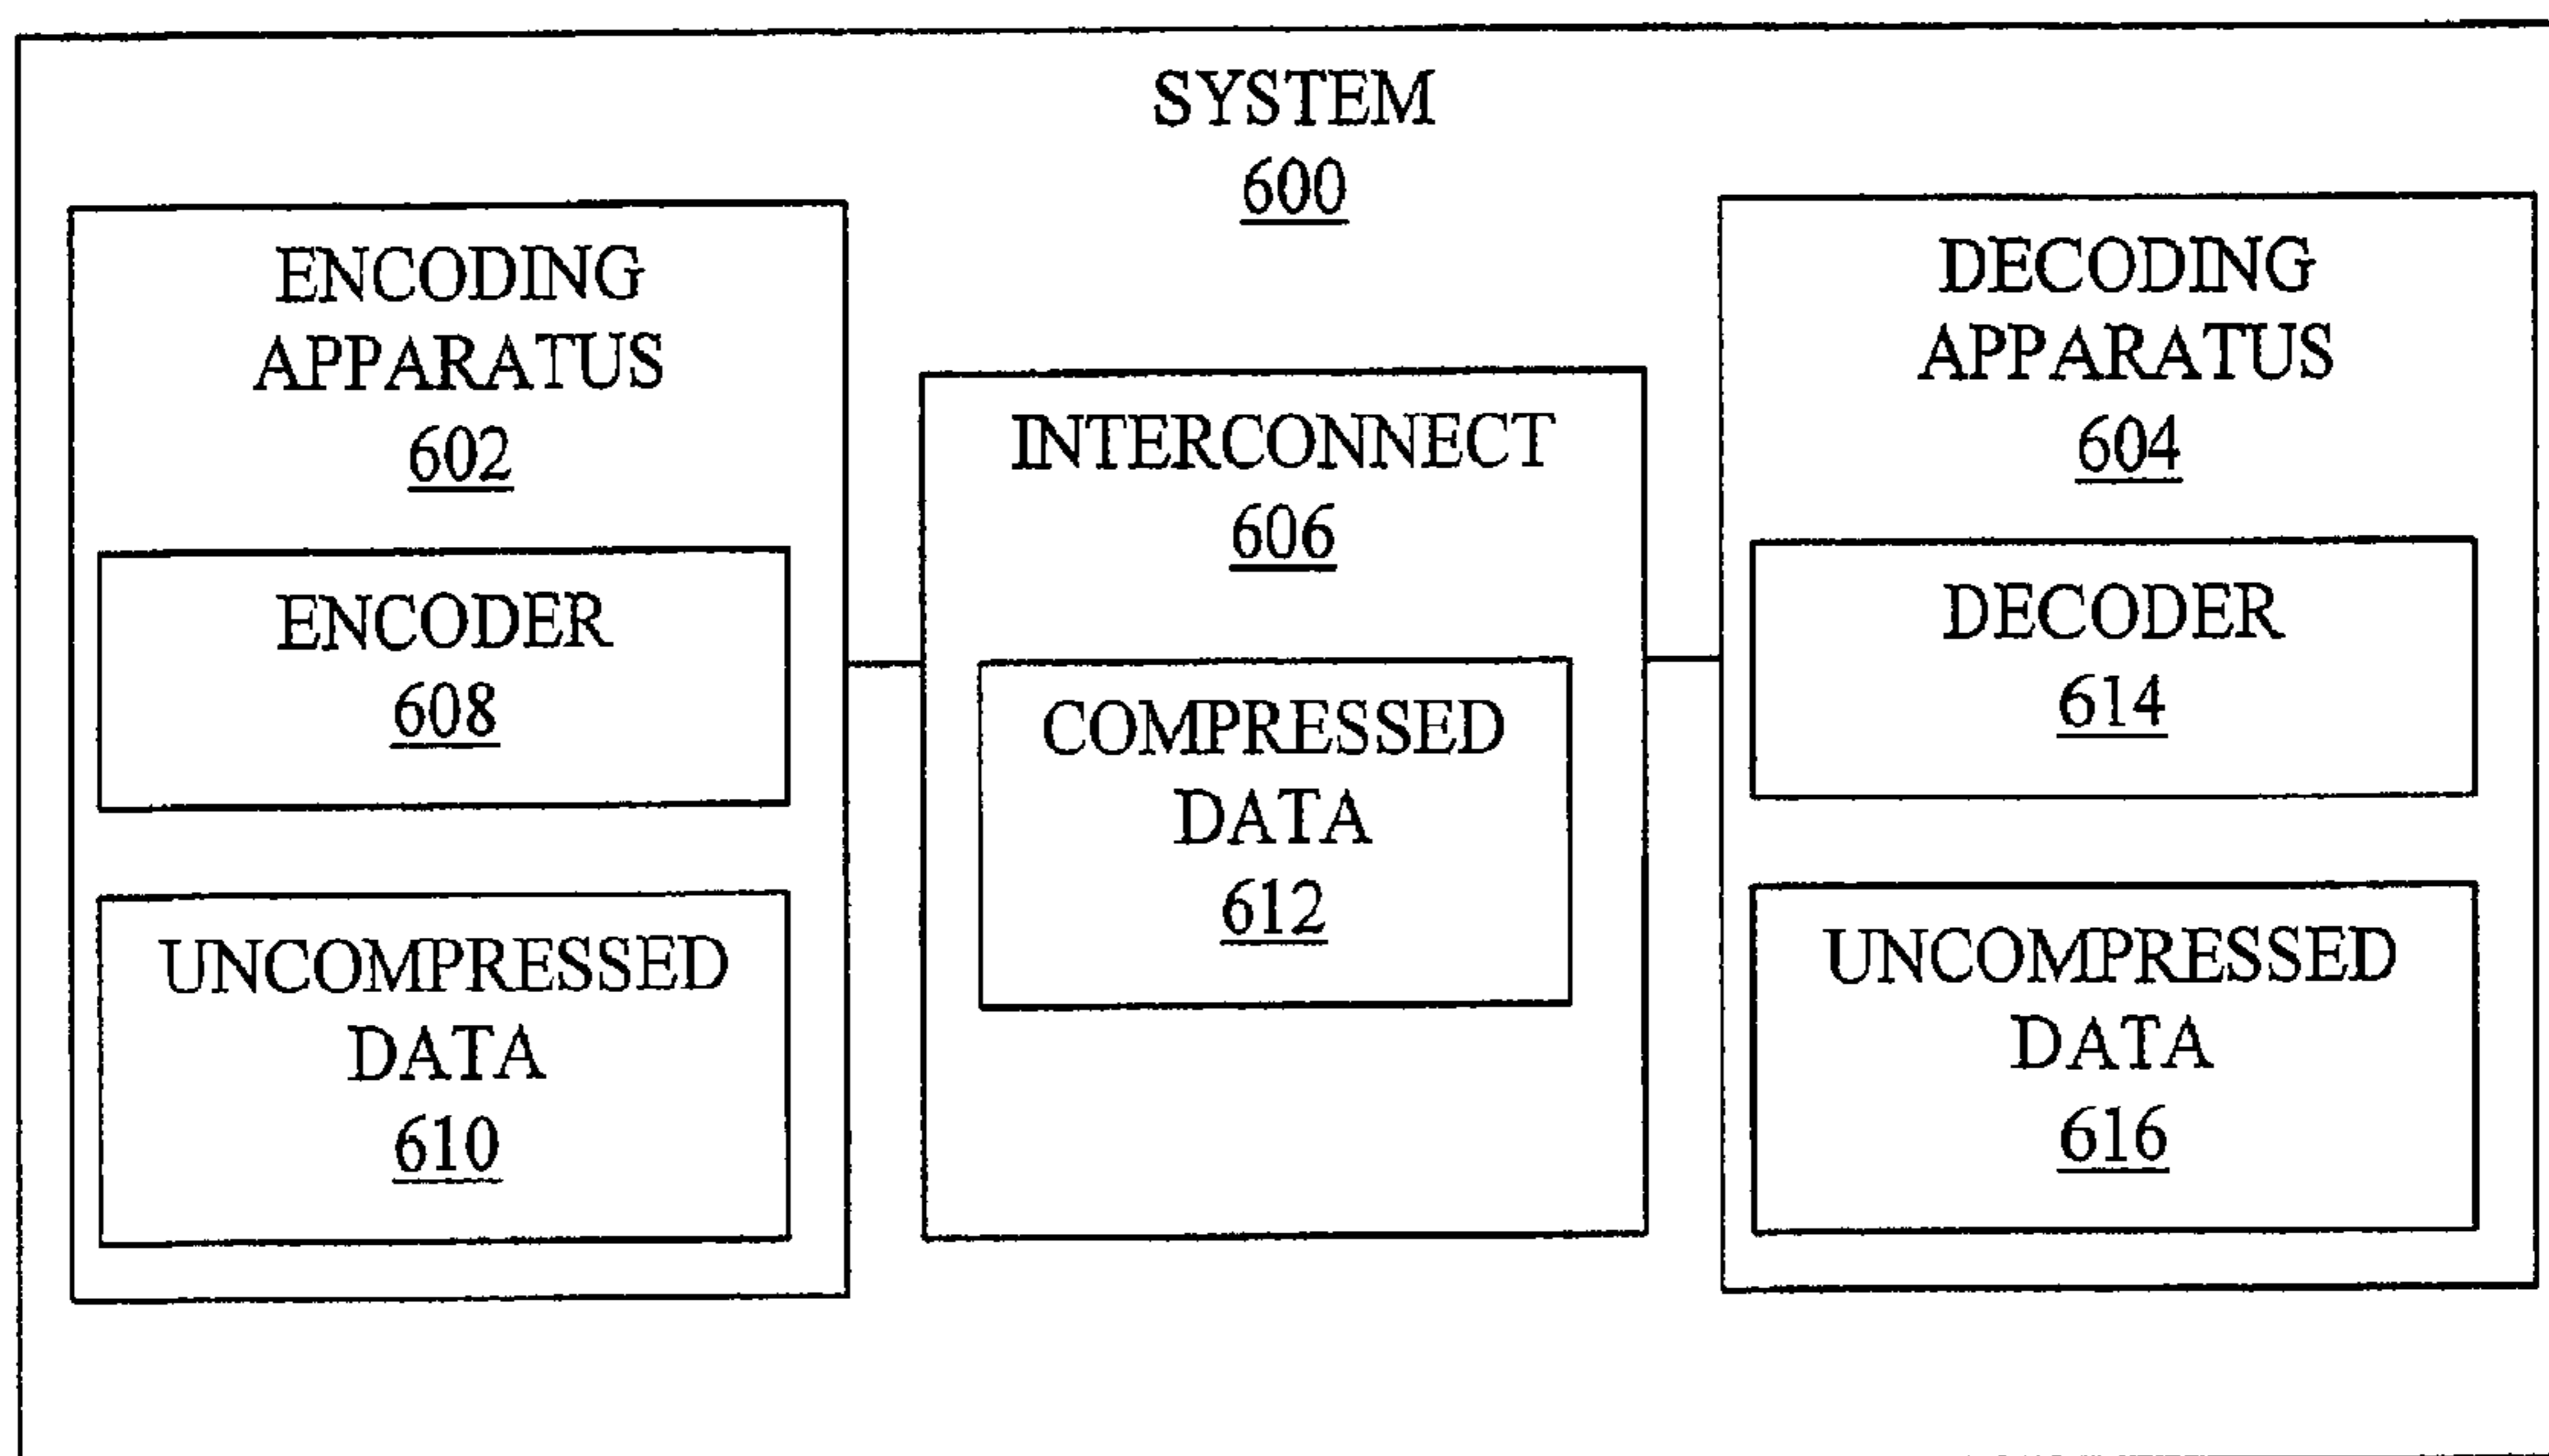 SYSTEM
600
ENCODING
APPARATUS
602
ENCODER
608
UNCOMPRESSED
DATA
610
INTERCONNECT
606
COMPRESSED
DATA
612
DECODING
APPARATUS
604
DECODER
614
UNCOMPRESSED
DATA
616